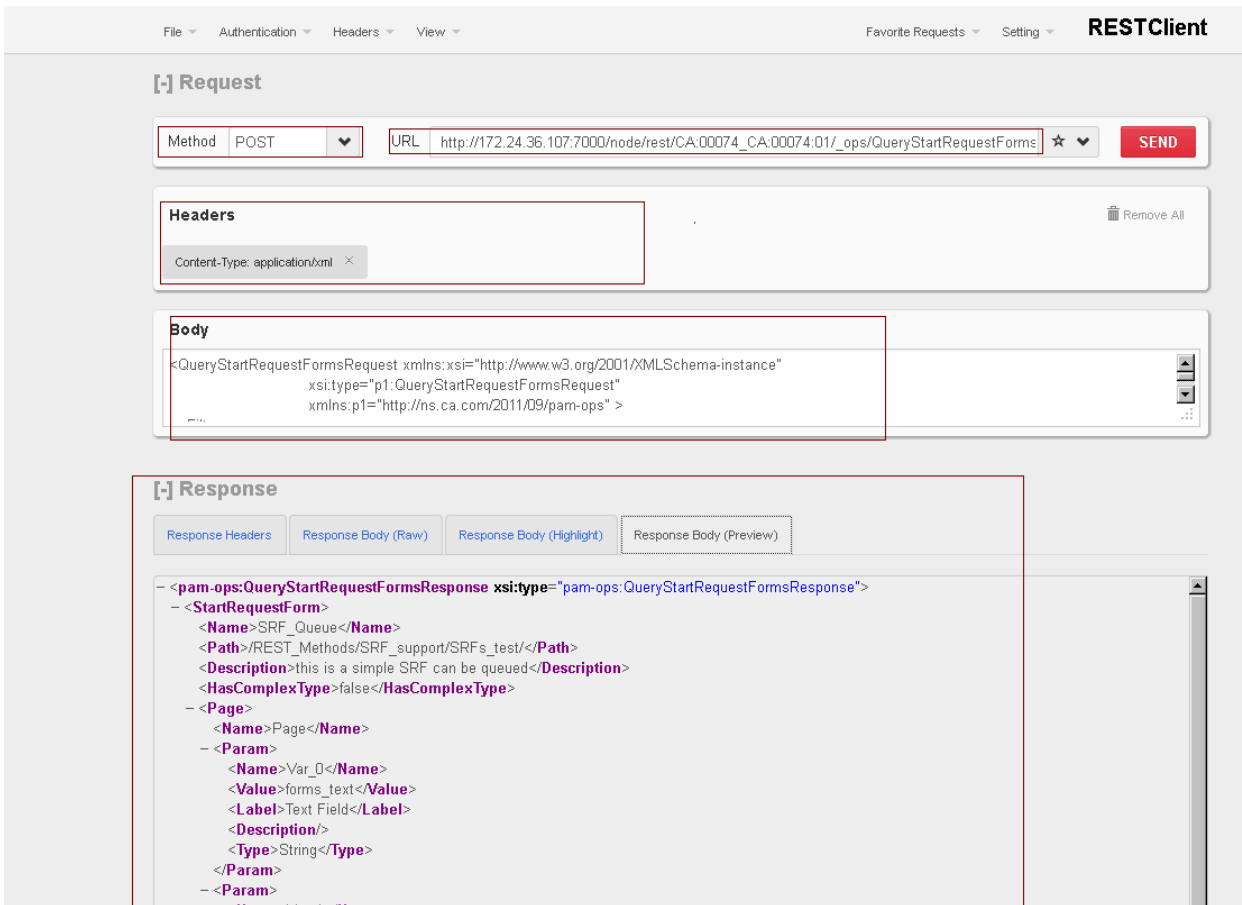 File Authentication Headers View Favorite Requests Setting RESTClient
[-] Request
Method POST URL http://172.24.36.107:7000/node/rest/CA:00074_CA:00074:01/_ops/QueryStartRequestForms SEND
Headers Remove All
Content-Type: application/xml ×
Body
<QueryStartRequestFormsRequest xmlns:xsi="http://www.w3.org/2001/XMLSchema-instance"
xsi:type="p1:QueryStartRequestFormsRequest"
xmlns:p1="http://ns.ca.com/2011/09/pam-ops" >
[-] Response
Response Headers Response Body (Raw) Response Body (Highlight) Response Body (Preview)
– <pam-ops:QueryStartRequestFormsResponse xsi:type="pam-ops:QueryStartRequestFormsResponse">
– <StartRequestForm>
<Name>SRF_Queue</Name>
<Path>/REST_Methods/SRF_support/SRFs_test/</Path>
<Description>this is a simple SRF can be queued</Description>
<HasComplexType>false</HasComplexType>
– <Page>
<Name>Page</Name>
– <Param>
<Name>Var_0</Name>
<Value>forms_text</Value>
<Label>Text Field</Label>
<Description/>
<Type>String</Type>
</Param>
– <Param>